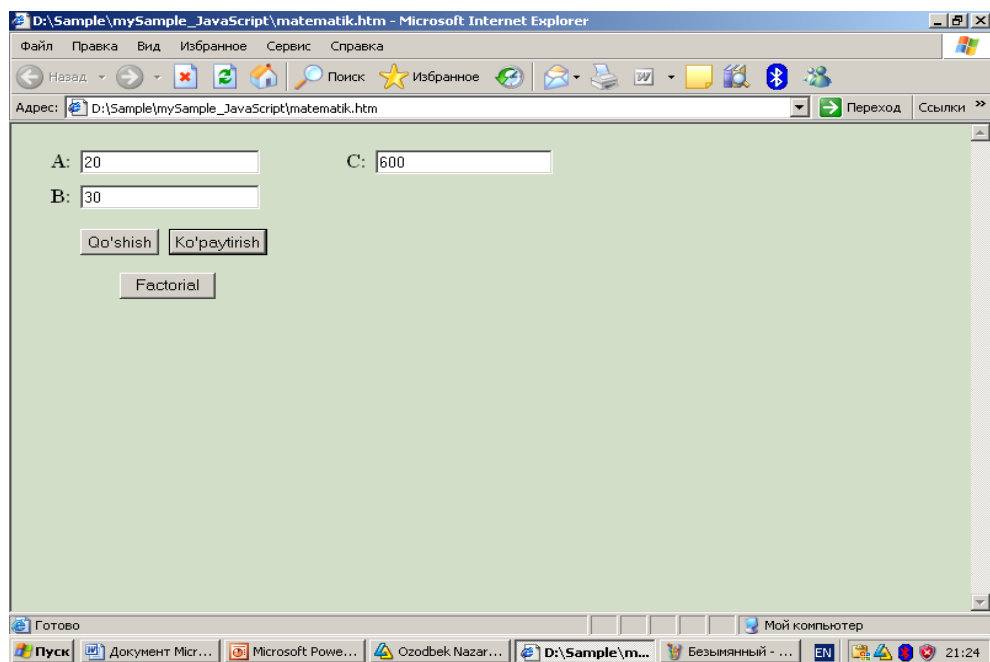 D:\Sample\mySample_JavaScript\matematik.htm - Microsoft Internet Explorer
Файл Правка Вид Избранное Сервис Справка
Назад Поиск Избранное
Адрес: D:\Sample\mySample_JavaScript\matematik.htm Переход Ссылки »
A: 20 C: 600
B: 30
Qo'shish Ko'paytirish
Factorial
Готово Мой компьютер
Пуск Документ Micr... Microsoft Powe... Ozodbek Nazar... D:\Sample\m... Безымянный - ... EN 21:24